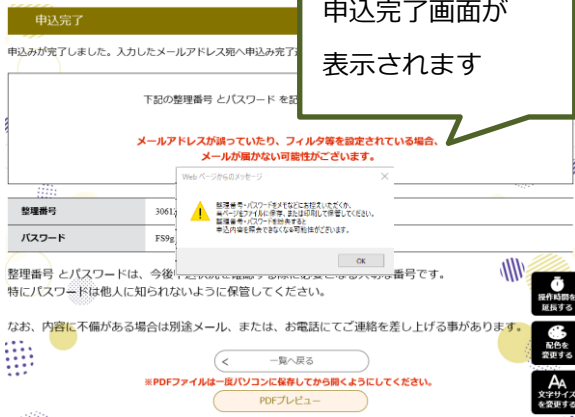 申込完了
申込完了画面が
表示されます
申込みが完了しました。入力したメールアドレス宛へ申込み完了
下記の整理番号 とパスワード を記
メールアドレスが誤っていたり、フィルタ等を設定されている場合、
メールが届かない可能性がございます。
Web ページからのメッセージ
整理番号・パスワードをメモなどにお控えいただくか、
当ページをファイルに保存、または印刷して保管してください。
整理番号・パスワードを紛失すると
申込内容を照会できなくなる可能性がございます。
OK
整理番号 3061
パスワード FS9g
整理番号 とパスワードは、今後
番号です。
特にパスワードは他人に知られないように保管してください。
なお、内容に不備がある場合は別途メール、または、お電話にてご連絡を差し上げる事があります。
< 一覧へ戻る
※PDFファイルは一度パソコンに保存してから開くようにしてください。
PDFプレビュー
操作時間を
延長する
配色を
変更する
AA
文字サイズ
を変更する